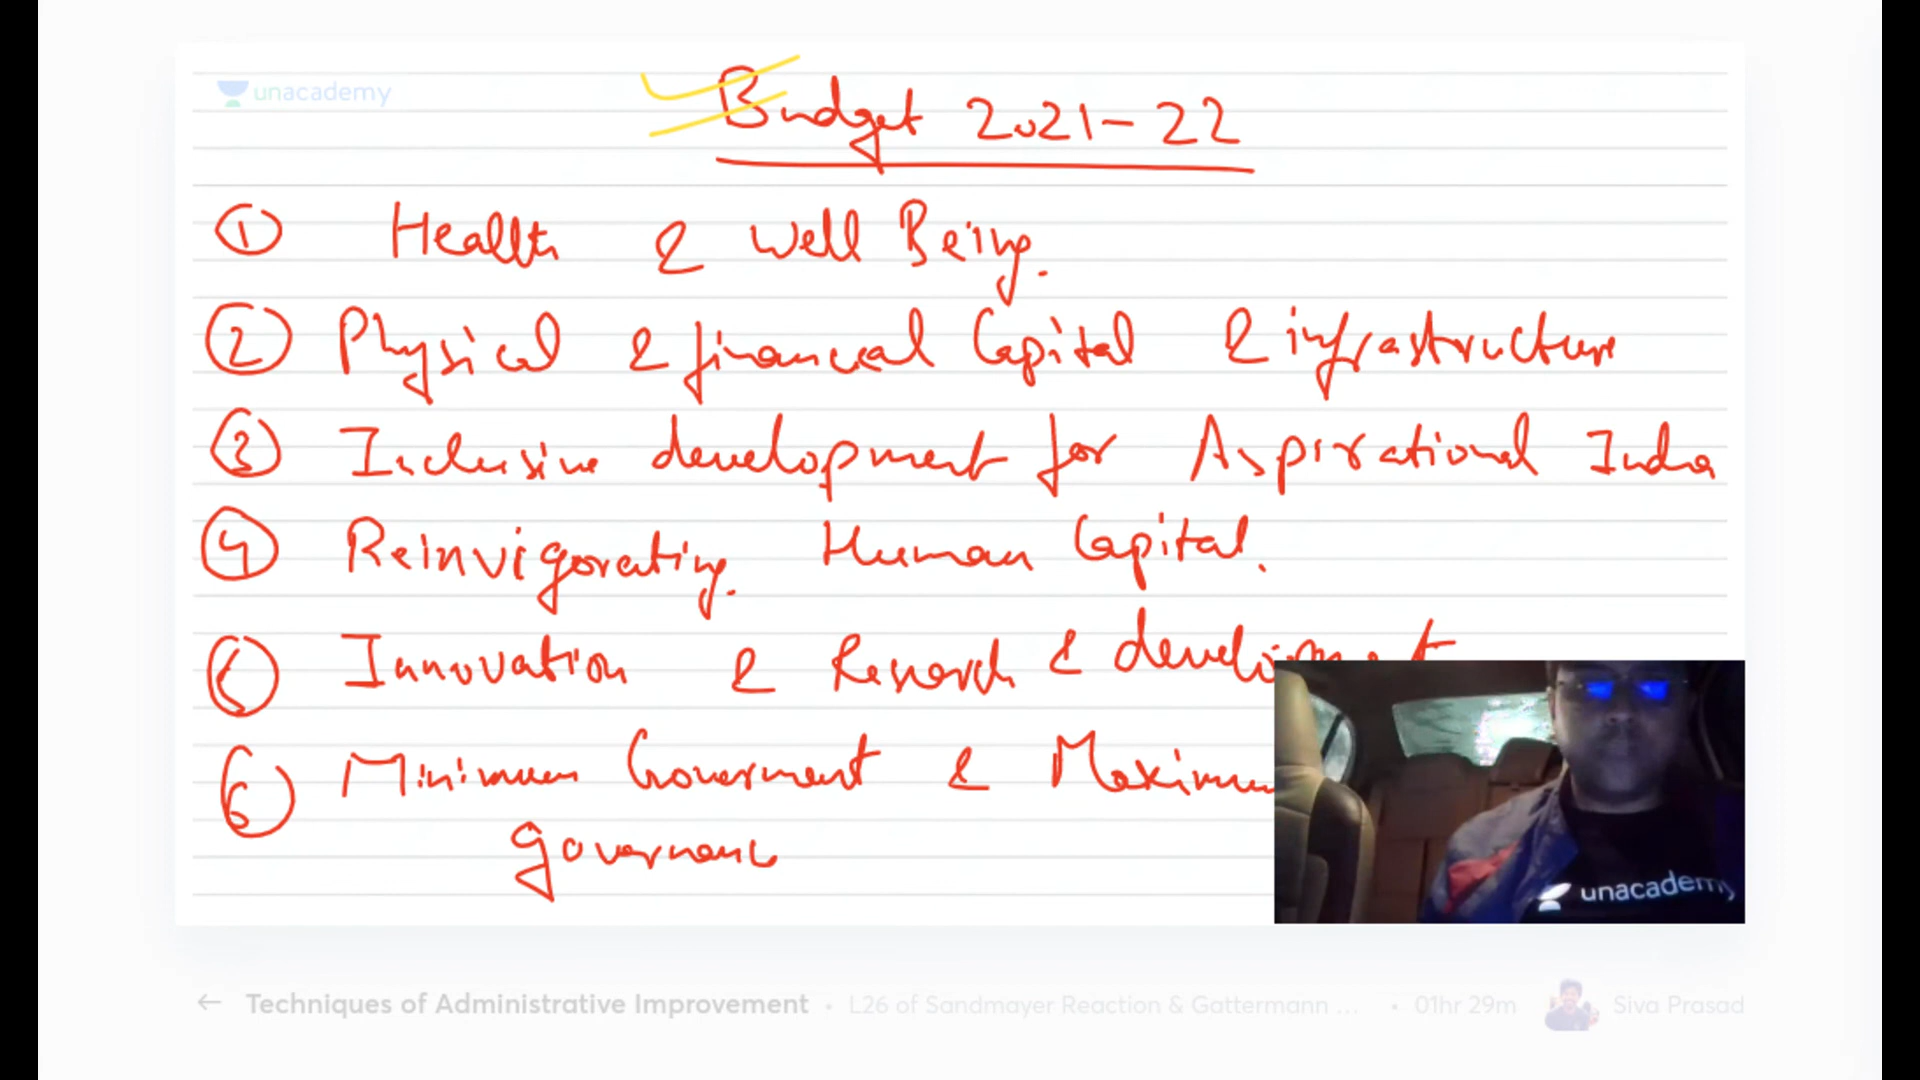 unacademy
Budget 2021-22
① Health & Well Being.
② Physical & financial Capital & infrastructure
③ Inclusive development for Aspirational India
④ Reinvigorating. Human Capital.
⑤ Innovation & Research & development
⑥ Minimum Government & Maximum
governance
unacademy
← Techniques of Administrative Improvement • L26 of Sandmayer Reaction & Gattermann ... • 01hr 29m Siva Prasad